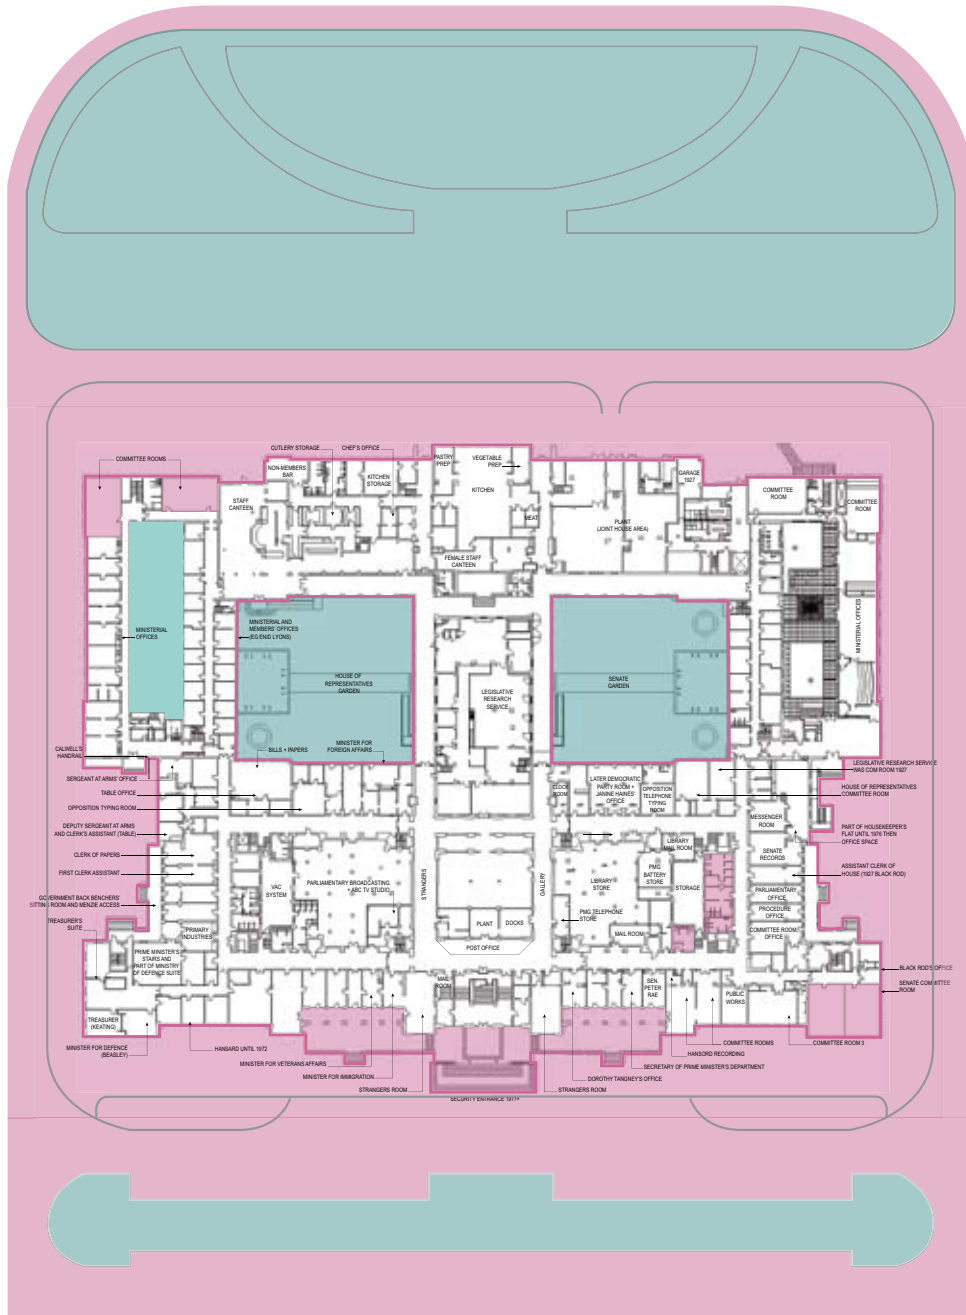 CUTLERY STORAGE
CHEF'S OFFICE
COMMITTEE ROOMS
NON-MEMBERS
BAR
KITCHEN
STORAGE
PASTRY
PREP
VEGETABLE
PREP
KITCHEN
MEAT
GARAGE
1927
COMMITTEE
ROOM
COMMITTEE
ROOM
STAFF
CANTEEN
PLANT
(JOINT HOUSE AREA)
FEMALE STAFF
CANTEEN
MINISTERIAL
OFFICES
MINISTERIAL AND
MEMBERS' OFFICES
(EG ENID LYONS)
MINISTERIAL OFFICES
HOUSE OF
REPRESENTATIVES
GARDEN
LEGISLATIVE
RESEARCH
SERVICE
SENATE
GARDEN
CALWELL'S
HANDRAIL
BILLS + PAPERS
MINISTER FOR
FOREIGN AFFAIRS
LEGISLATIVE RESEARCH SERVICE
WAS COM ROOM 1927
SERGEANT AT ARMS' OFFICE
TABLE OFFICE
OPPOSITION TYPING ROOM
CLOCK
ROOM
LATER DEMOCRATIC
PARTY ROOM +
JANINE HAINES'
OFFICE
OPPOSITION
TELEPHONE
TYPING
ROOM
HOUSE OF REPRESENTATIVES
COMMITTEE ROOM
DEPUTY SERGEANT AT ARMS
AND CLERK'S ASSISTANT (TABLE)
MESSENGER
ROOM
PART OF HOUSEKEEPER'S
FLAT UNTIL 1976 THEN
OFFICE SPACE
CLERK OF PAPERS
FIRST CLERK ASSISTANT
LIBRARY
MAIL ROOM
SENATE
RECORDS
ASSISTANT CLERK OF
HOUSE (1927 BLACK ROD)
VAC
SYSTEM
PARLIAMENTARY BROADCASTING
+ ABC TV STUDIO
STRANGERS
GALLERY
LIBRARY
STORE
PMG
BATTERY
STORE
STORAGE
PARLIAMENTARY
OFFICE
GOVERNMENT BACK BENCHERS'
SITTING ROOM AND MENZIE ACCESS
PROCEDURE
OFFICE
TREASURER'S
SUITE
PRIMARY
INDUSTRIES
PLANT
DOCKS
PMG TELEPHONE
STORE
MAIL ROOM
COMMITTEE ROOM
OFFICE
POST OFFICE
PRIME MINISTER'S
STAIRS AND
PART OF MINISTRY
OF DEFENCE SUITE
MAIL
ROOM
SEN.
PETER
RAE
PUBLIC
WORKS
BLACK ROD'S OFFICE
SENATE COMMITTEE
ROOM
TREASURER
(KEATING)
MINISTER FOR DEFENCE
(BEASLEY)
HANSARD UNTIL 1972
COMMITTEE ROOMS
COMMITTEE ROOM 3
HANSORD RECORDING
MINISTER FOR VETERANS AFFAIRS
SECRETARY OF PRIME MINISTER'S DEPARTMENT
MINISTER FOR IMMIGRATION
DOROTHY TANGNEY'S OFFICE
STRANGERS ROOM
STRANGERS ROOM
SECURITY ENTRANCE 1977+